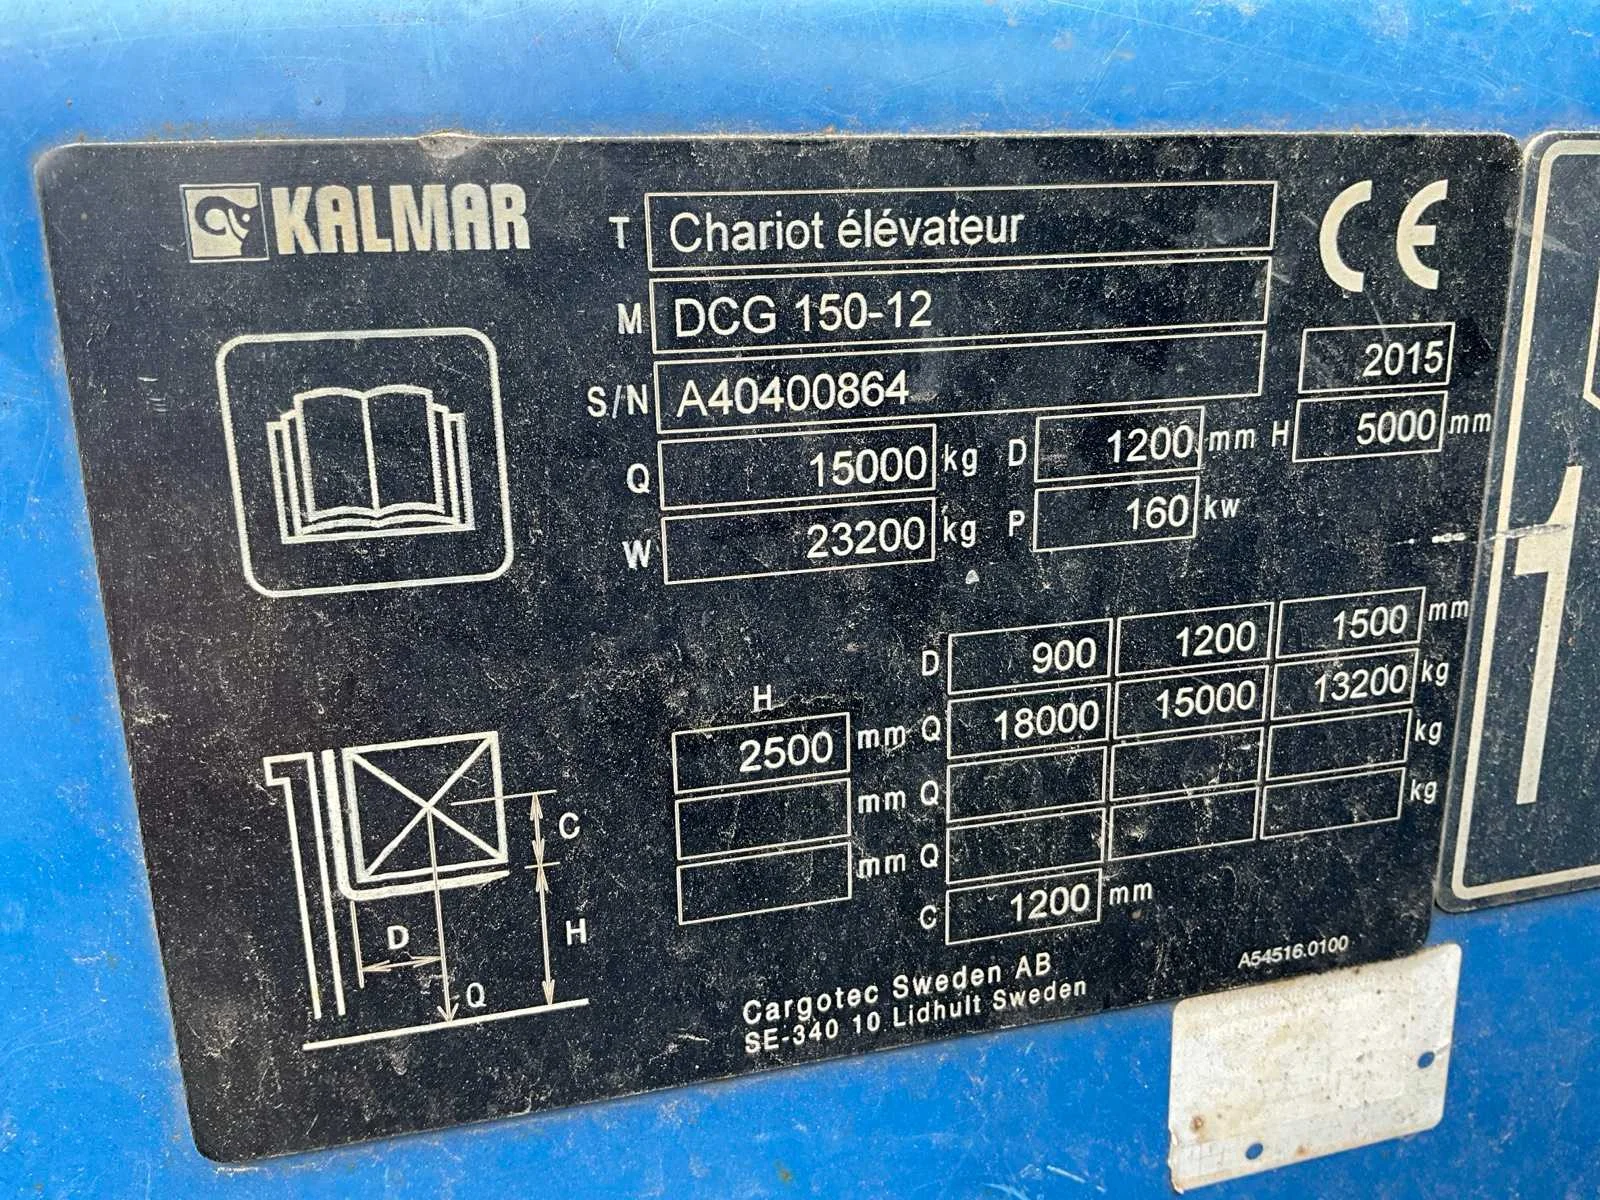 KALMAR
T Chariot élévateur
CE
M DCG 150-12
2015
S/N A40400864
Q 15000 kg D 1200 mm H 5000 mm
W 23200 kg P 160 kw
D 900 1200 1500 mm
H
2500 mm Q 18000 15000 13200 kg
mm Q kg
mm Q kg
C 1200 mm
C
D
H
Q
Cargotec Sweden AB
SE-340 10 Lidhult Sweden
A54516.0100
1